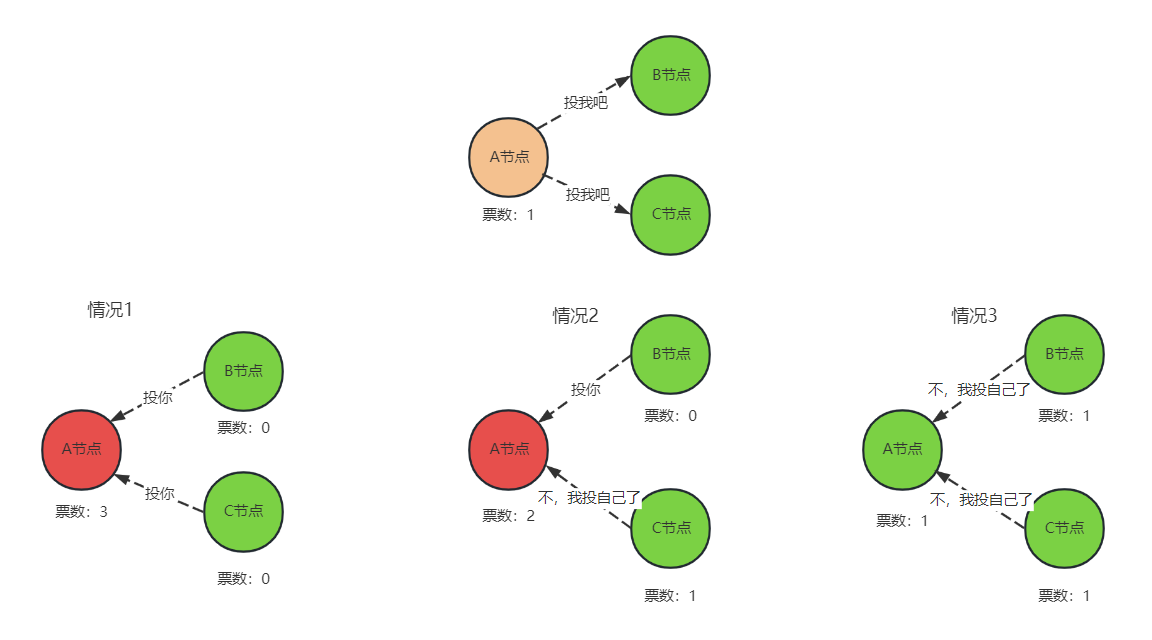 B节点
投我吧
A节点
投我吧
票数：1
C节点
情况1
B节点
投你
票数：0
A节点
投你
票数：3
C节点
票数：0
情况2
B节点
投你
票数：0
A节点
不，我投自己了
票数：2
C节点
票数：1
情况3
B节点
不，我投自己了
票数：1
A节点
不，我投自己了
票数：1
C节点
票数：1